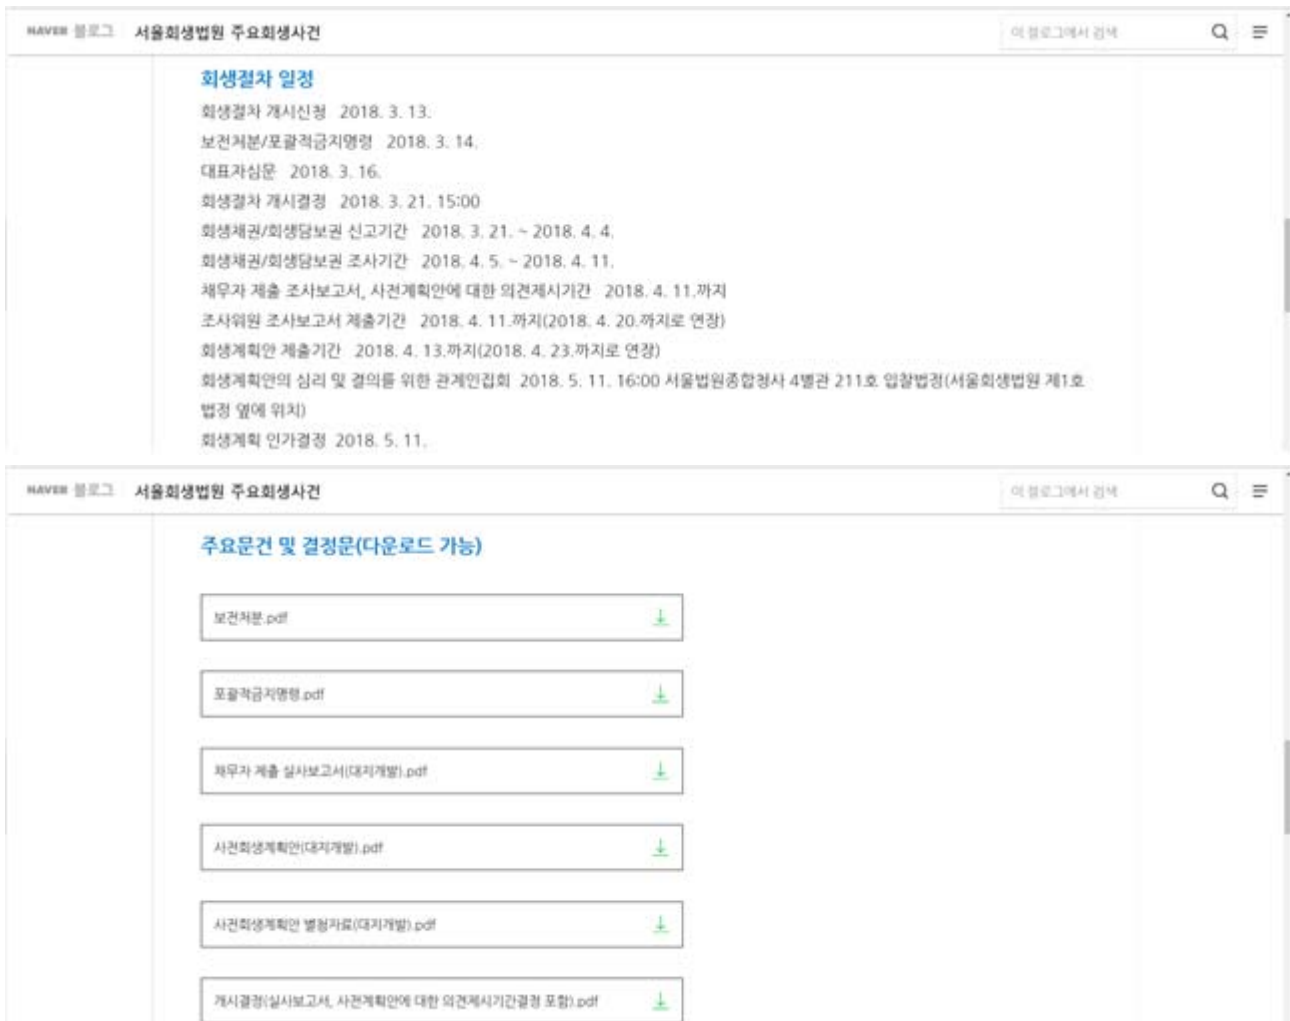 NAVER 블로그 서울회생법원 주요회생사건 이 블로그에서 검색
회생절차 일정
회생절차 개시신청 2018. 3. 13.
보전처분/포괄적금지명령 2018. 3. 14.
대표자심문 2018. 3. 16.
회생절차 개시결정 2018. 3. 21. 15:00
회생채권/회생담보권 신고기간 2018. 3. 21. ~ 2018. 4. 4.
회생채권/회생담보권 조사기간 2018. 4. 5. ~ 2018. 4. 11.
채무자 제출 조사보고서, 사전계획안에 대한 의견제시기간 2018. 4. 11.까지
조사위원 조사보고서 제출기간 2018. 4. 11.까지(2018. 4. 20.까지로 연장)
회생계획안 제출기간 2018. 4. 13.까지(2018. 4. 23.까지로 연장)
회생계획안의 심리 및 결의를 위한 관계인집회 2018. 5. 11. 16:00 서울법원종합청사 4별관 211호 입찰법정(서울회생법원 제1호
법정 옆에 위치)
회생계획 인가결정 2018. 5. 11.
NAVER 블로그 서울회생법원 주요회생사건 이 블로그에서 검색
주요문건 및 결정문(다운로드 가능)
보전처분.pdf
포괄적금지명령.pdf
채무자 제출 실사보고서(대지개발).pdf
사전회생계획안(대지개발).pdf
사전회생계획안 별첨자료(대지개발).pdf
개시결정(실사보고서, 사전계획안에 대한 의견제시기간결정 포함).pdf